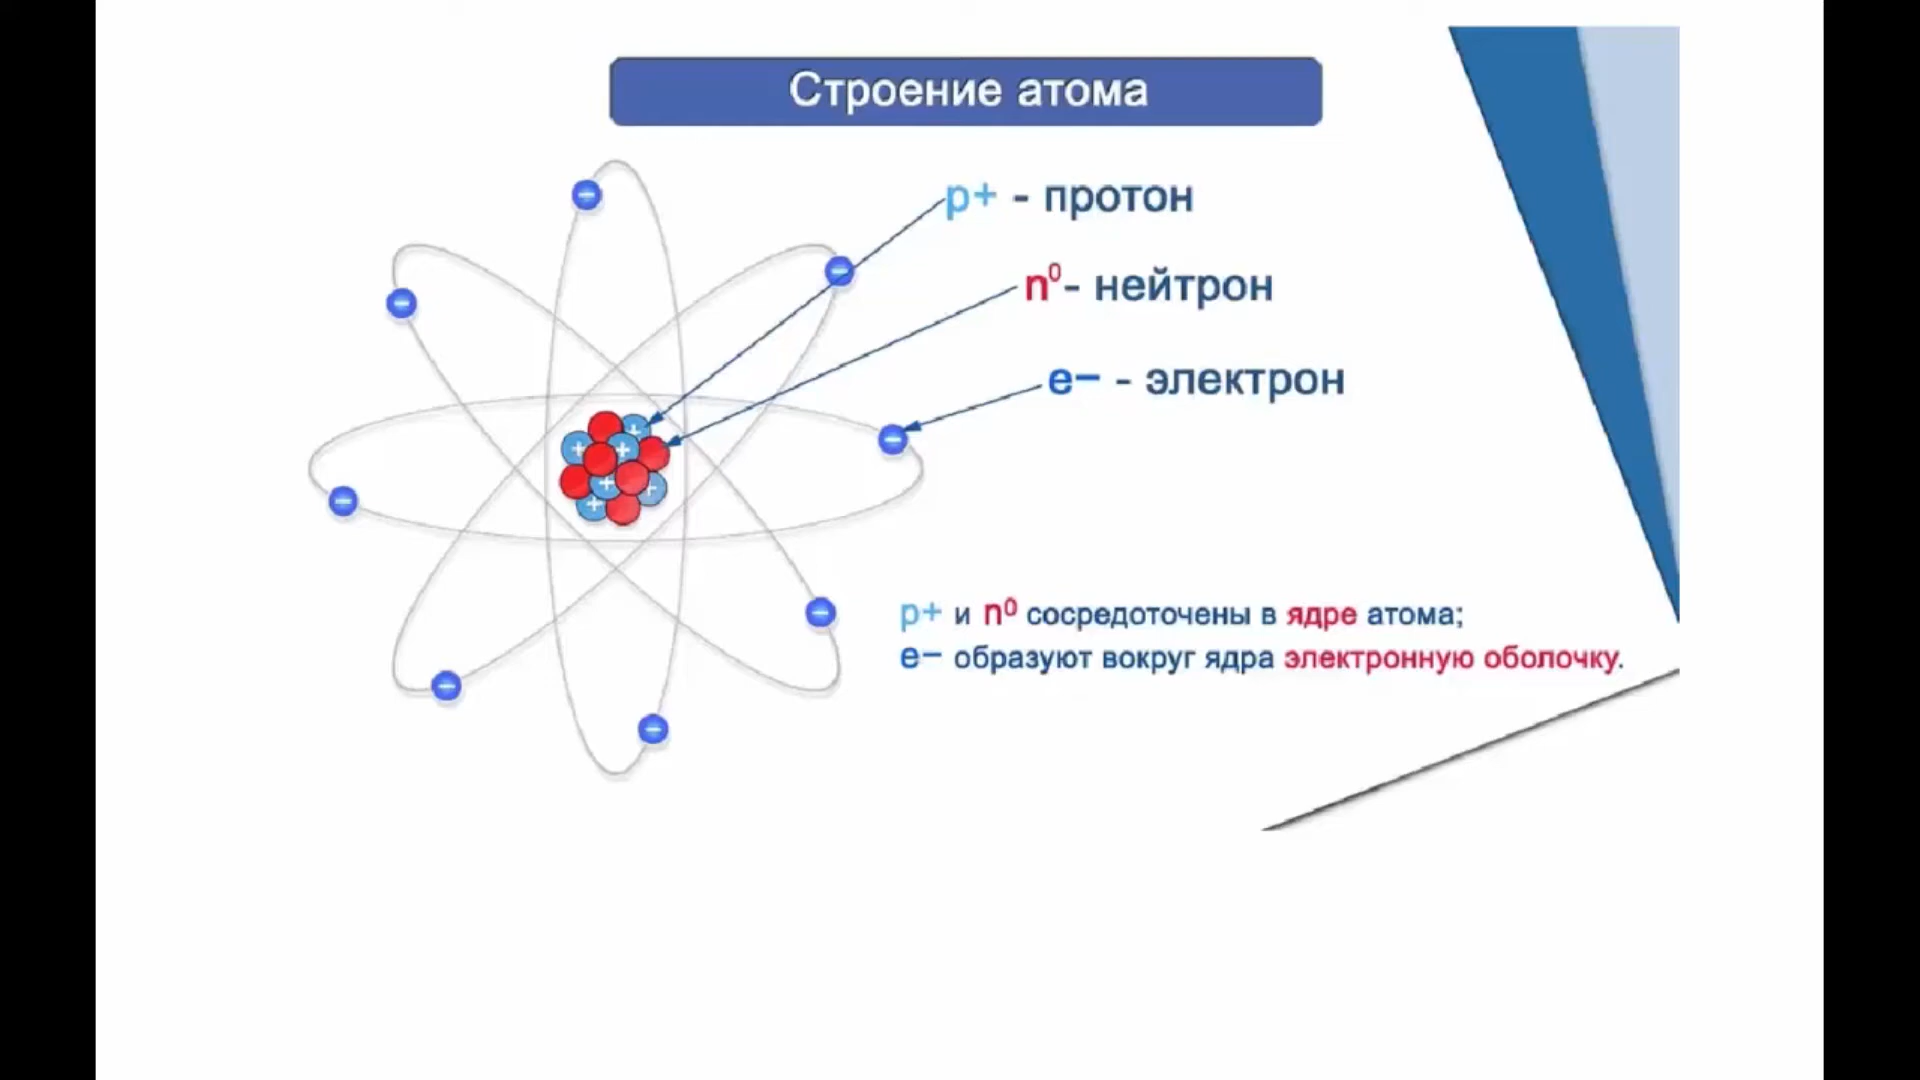 Строение атома
p+ - протон
n⁰- нейтрон
e− - электрон
p+ и n⁰ сосредоточены в ядре атома;
e− образуют вокруг ядра электронную оболочку.